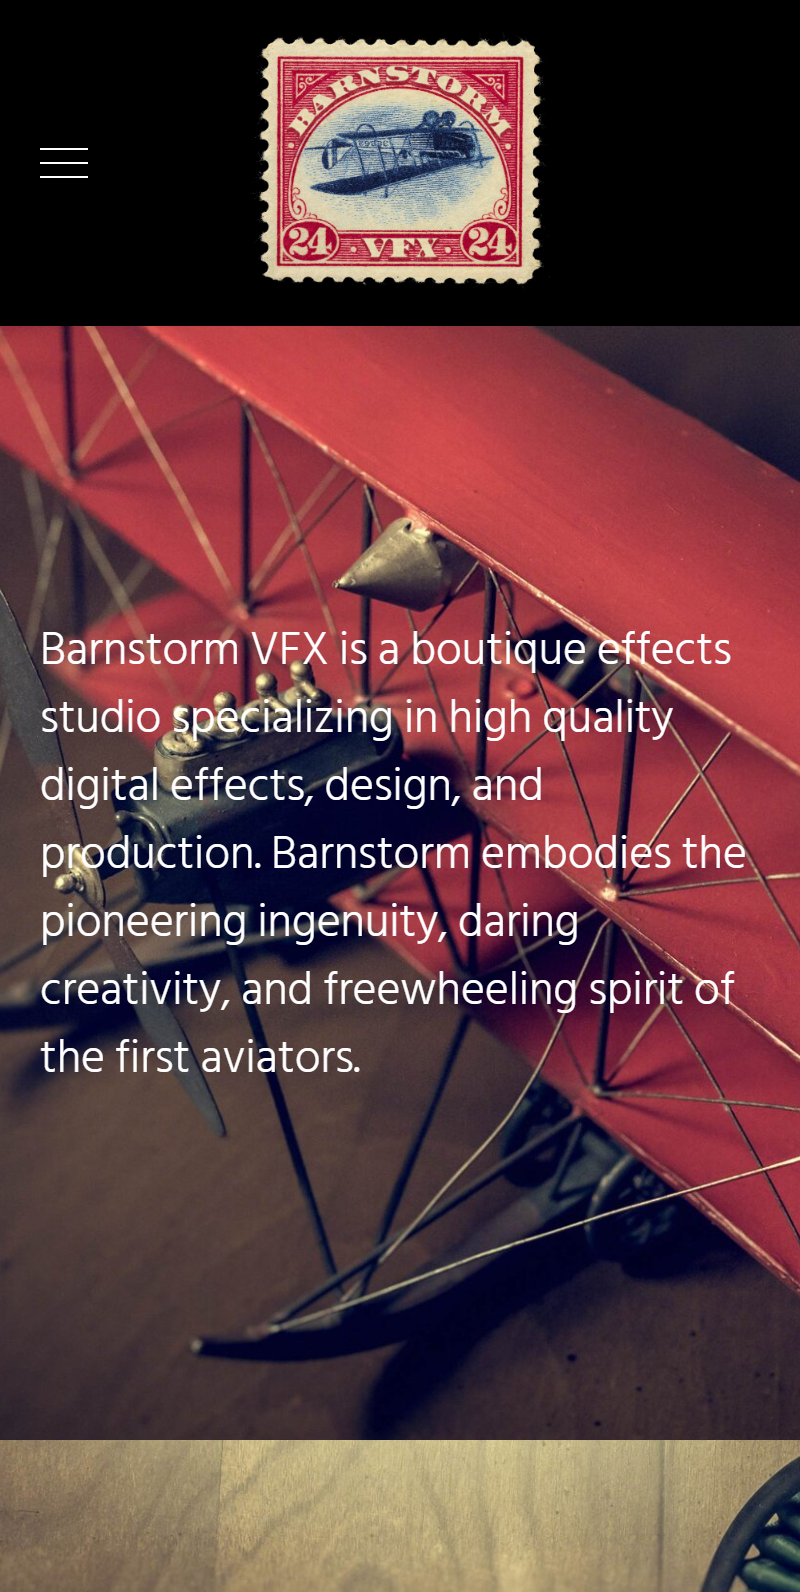 BARNSTORM
24 · VFX · 24
Barnstorm VFX is a boutique effects
studio specializing in high quality
digital effects, design, and
production. Barnstorm embodies the
pioneering ingenuity, daring
creativity, and freewheeling spirit of
the first aviators.